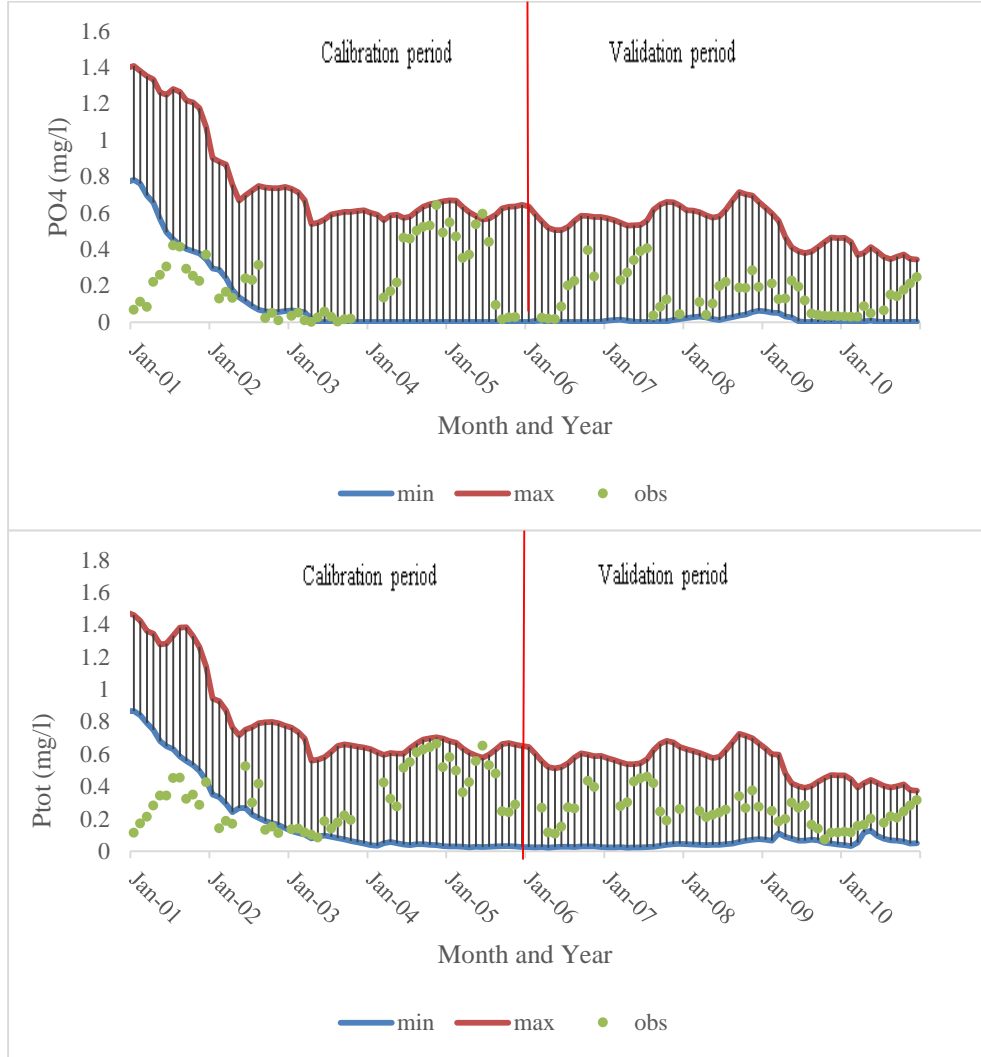 1.6
Calibration period Validation period
1.4
1.2
1
0.8
0.6
0.4
0.2
0
PO4 (mg/l)
Jan-01 Jan-02 Jan-03 Jan-04 Jan-05 Jan-06 Jan-07 Jan-08 Jan-09 Jan-10
Month and Year
min max obs
1.8
Calibration period Validation period
1.6
1.4
1.2
1
0.8
0.6
0.4
0.2
0
Ptot (mg/l)
Jan-01 Jan-02 Jan-03 Jan-04 Jan-05 Jan-06 Jan-07 Jan-08 Jan-09 Jan-10
Month and Year
min max obs